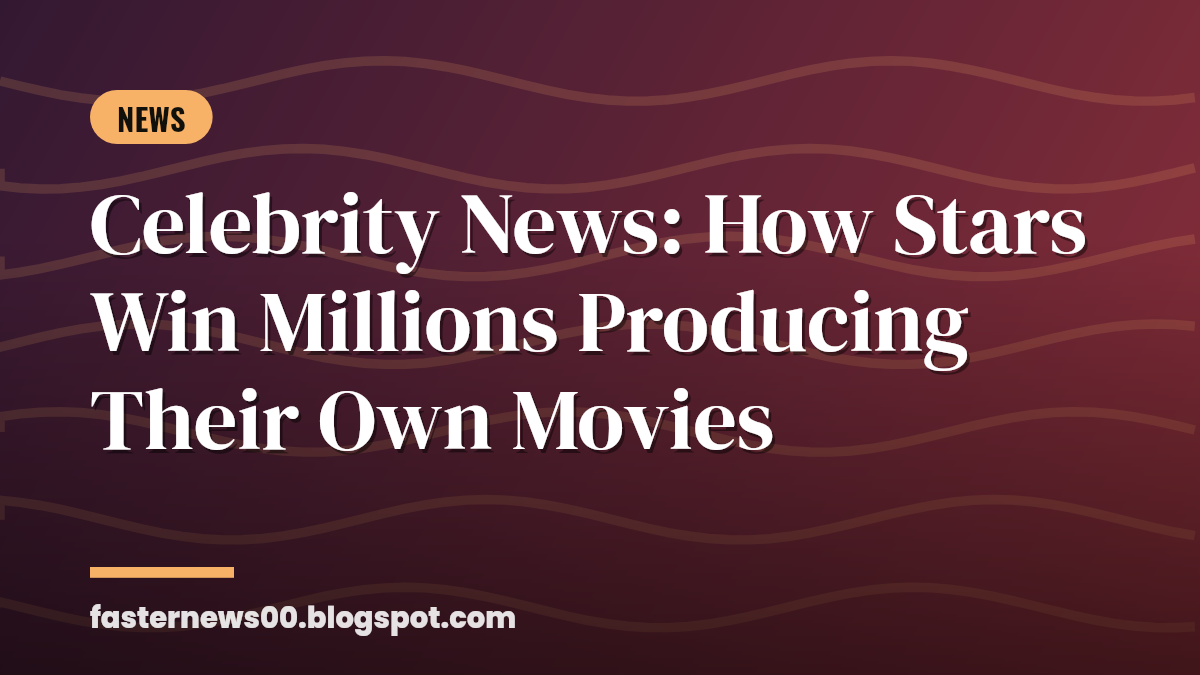 NEWS
Celebrity News: How Stars
Win Millions Producing
Their Own Movies
fasternews00.blogspot.com